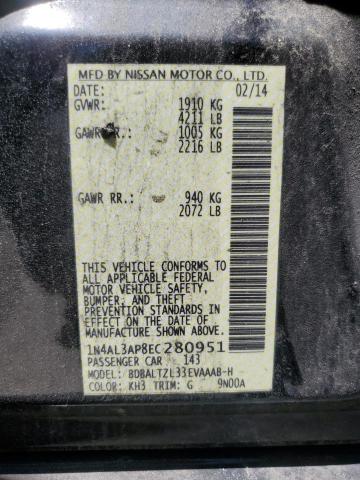 MFD BY NISSAN MOTOR CO., LTD.
DATE: 02/14
GVWR: 1910 KG
4211 LB
GAWR FR.: 1005 KG
2216 LB
GAWR RR.: 940 KG
2072 LB
THIS VEHICLE CONFORMS TO
ALL APPLICABLE FEDERAL
MOTOR VEHICLE SAFETY,
BUMPER, AND THEFT
PREVENTION STANDARDS
IN EFFECT ON THE DATE OF
MANUFACTURE SHOWN ABOVE.
1N4AL3AP8EC280951
PASSENGER CAR 143
MODEL: BDBALTZL33EVAAAB-H
COLOR: KH3 TRIM: G 9N00A